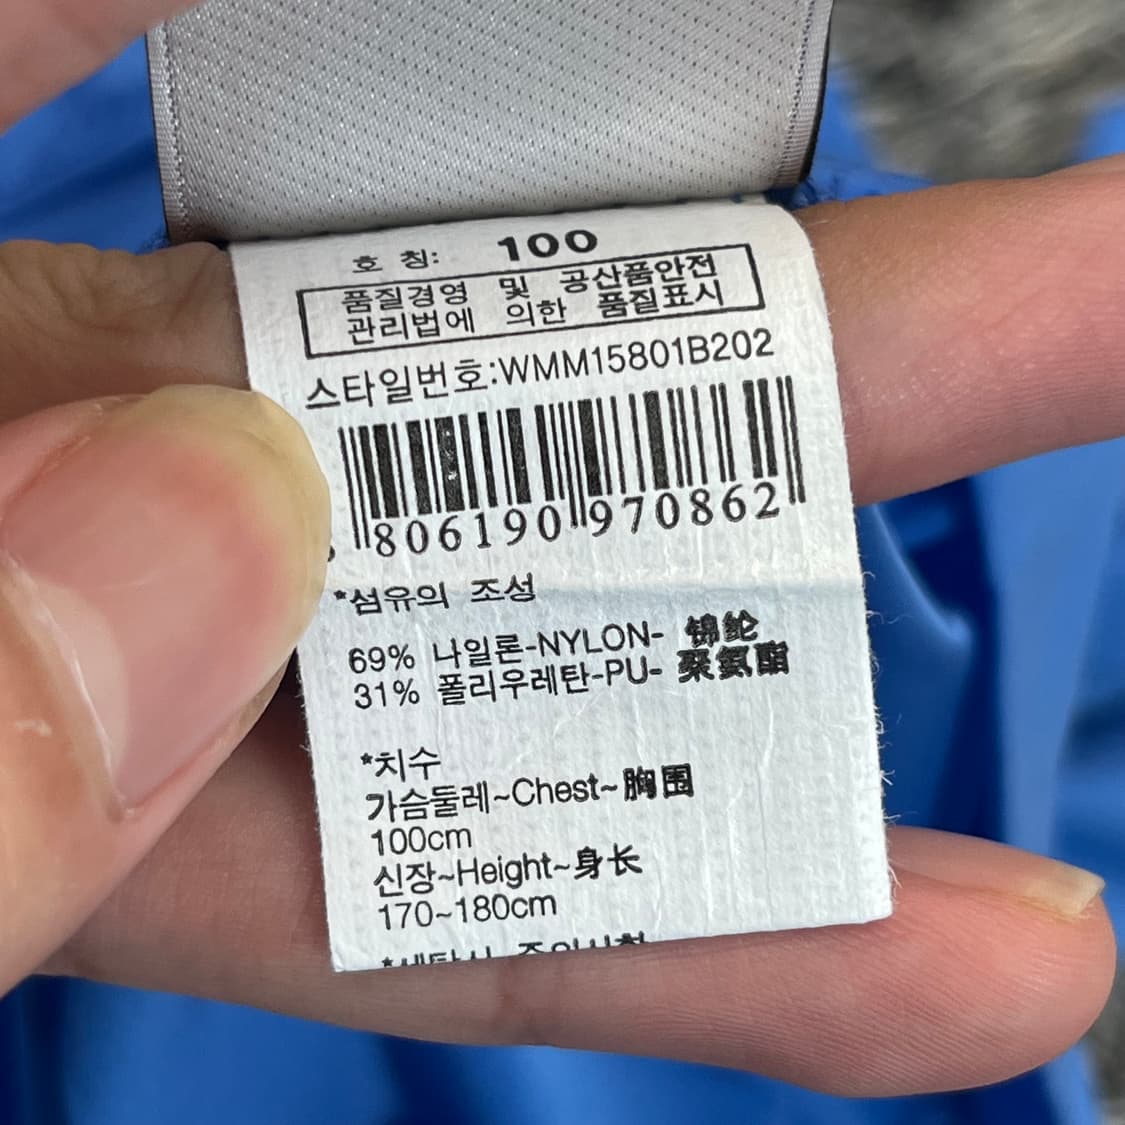 호 칭: 100
품질경영 및 공산품안전
관리법에 의한 품질표시
스타일번호:WMM15801B202
806190 970862
*섬유의 조성
69% 나일론-NYLON- 锦纶
31% 폴리우레탄-PU- 聚氨酯
*치수
가슴둘레~Chest~胸围
100cm
신장~Height~身长
170~180cm